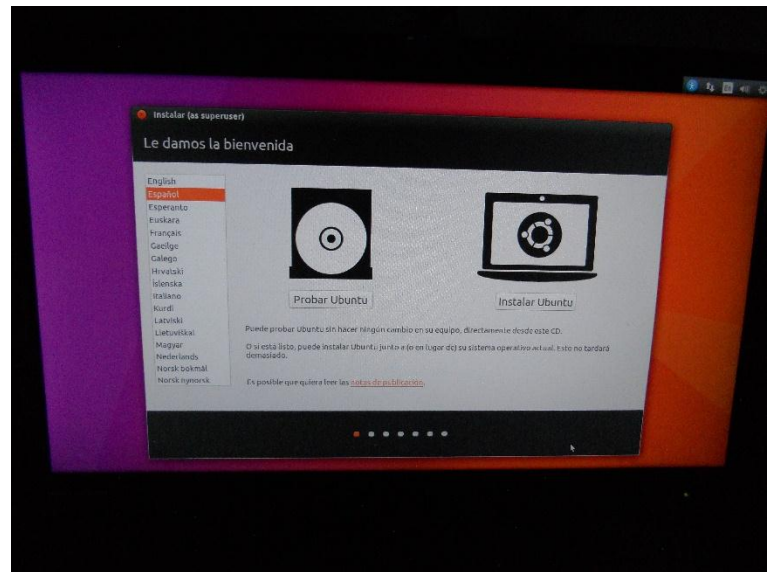 Instalar (as superuser)
Le damos la bienvenida
English
Español
Esperanto
Euskara
Français
Gaeilge
Galego
Hrvatski
Íslenska
Italiano
Kurdî
Latviski
Lietuviškai
Magyar
Nederlands
Norsk bokmål
Norsk nynorsk
Probar Ubuntu
Instalar Ubuntu
Puede probar Ubuntu sin hacer ningún cambio en su equipo, directamente desde este CD.
O si está listo, puede instalar Ubuntu junto a (o en lugar de) su sistema operativo actual. Esto no tardará
demasiado.
Es posible que quiera leer las notas de publicación.